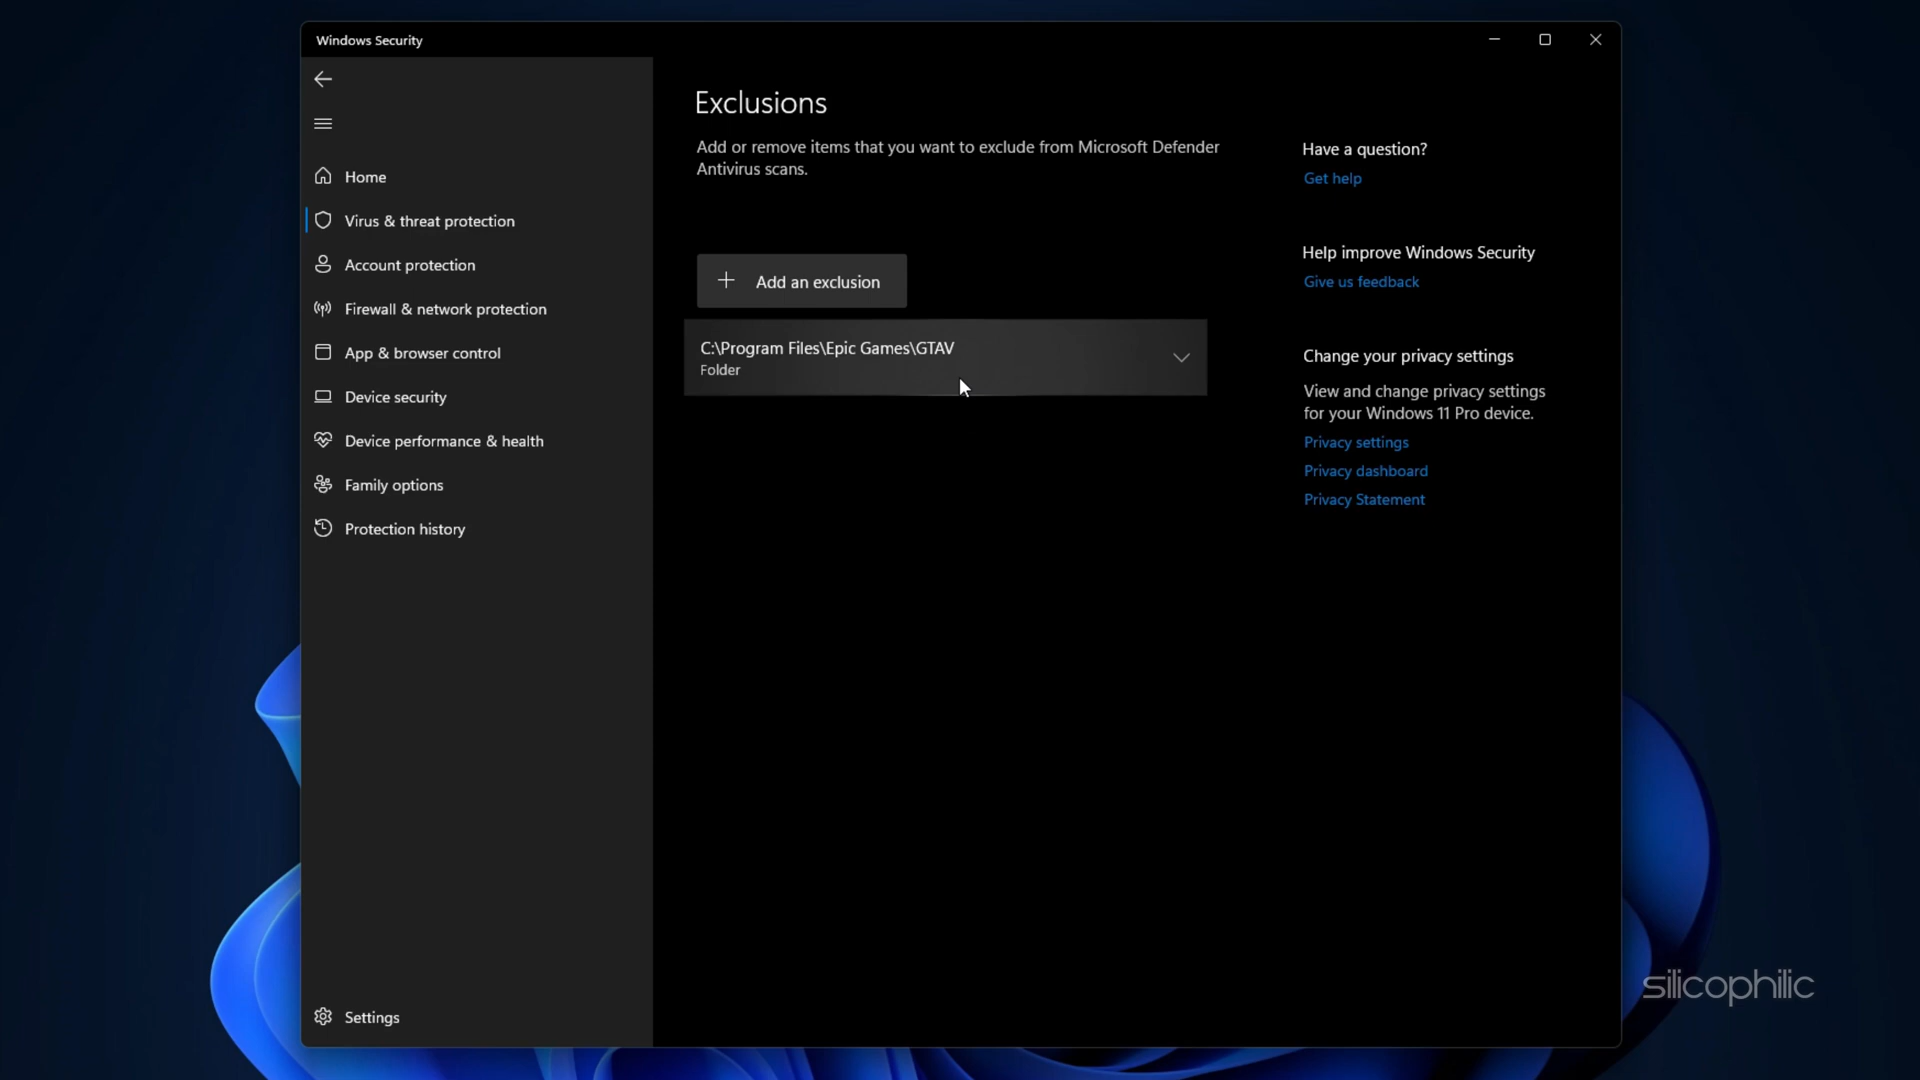 Windows Security
Home
Virus & threat protection
Account protection
Firewall & network protection
App & browser control
Device security
Device performance & health
Family options
Protection history
Settings
Exclusions
Add or remove items that you want to exclude from Microsoft Defender
Antivirus scans.
Add an exclusion
C:\Program Files\Epic Games\GTAV
Folder
Have a question?
Get help
Help improve Windows Security
Give us feedback
Change your privacy settings
View and change privacy settings
for your Windows 11 Pro device.
Privacy settings
Privacy dashboard
Privacy Statement
silicophilic